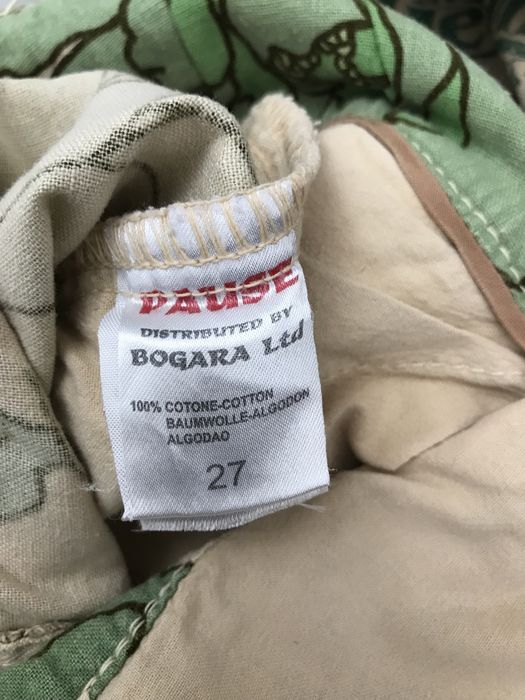 PAUSE
DISTRIBUTED BY
BOGARA Ltd
100% COTONE-COTTON
BAUMWOLLE-ALGODON
ALGODAO
27